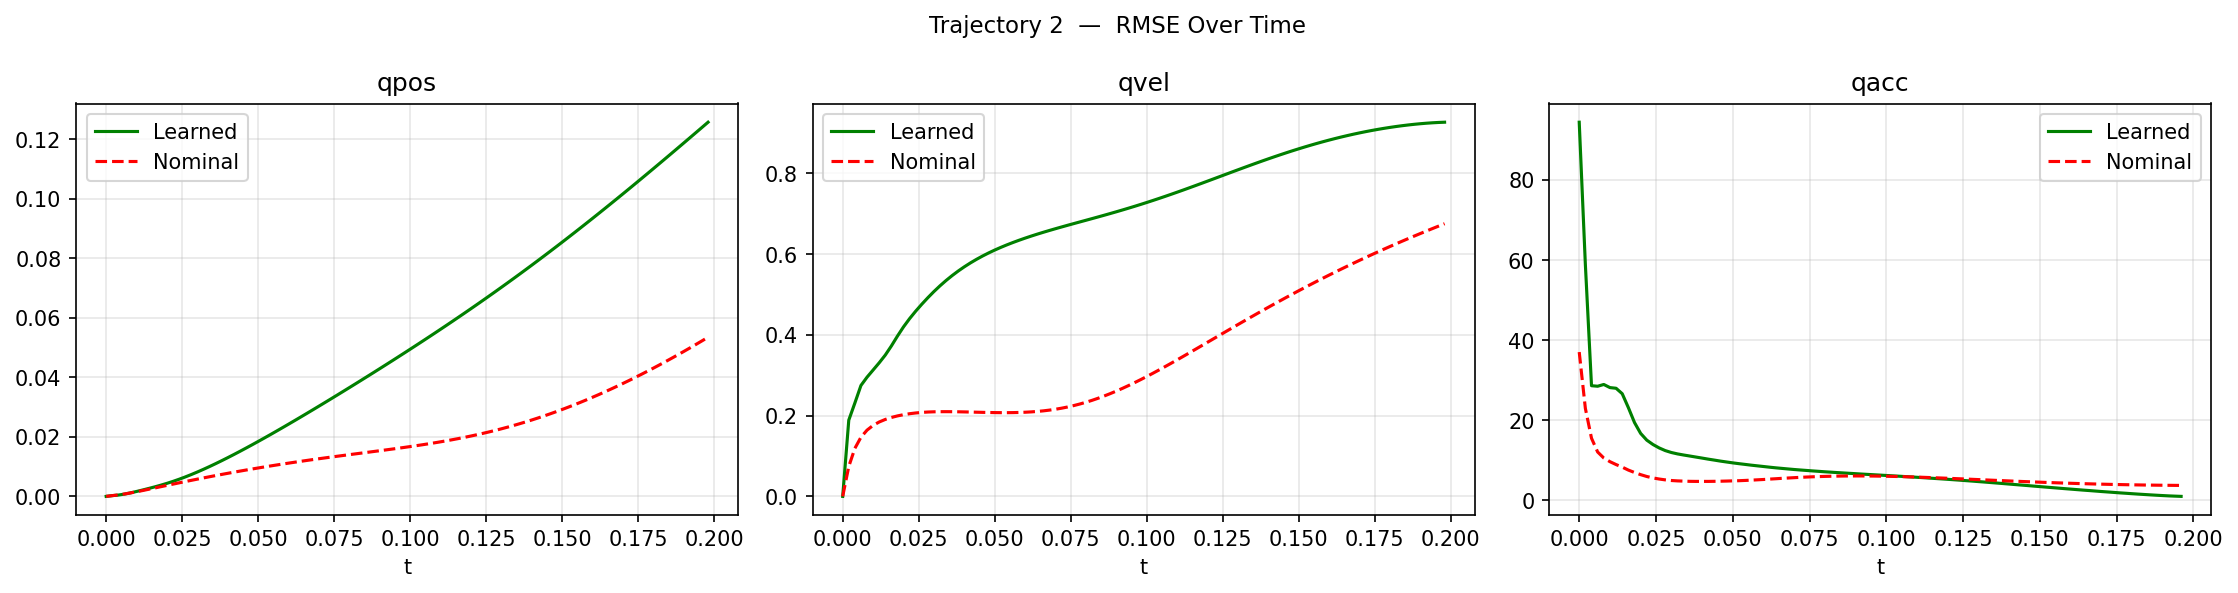 Trajectory 2 — RMSE Over Time
qpos
Learned
Nominal
0.12
0.10
0.08
0.06
0.04
0.02
0.00
0.000 0.025 0.050 0.075 0.100 0.125 0.150 0.175 0.200
t
qvel
Learned
Nominal
0.8
0.6
0.4
0.2
0.0
0.000 0.025 0.050 0.075 0.100 0.125 0.150 0.175 0.200
t
qacc
Learned
Nominal
80
60
40
20
0
0.000 0.025 0.050 0.075 0.100 0.125 0.150 0.175 0.200
t